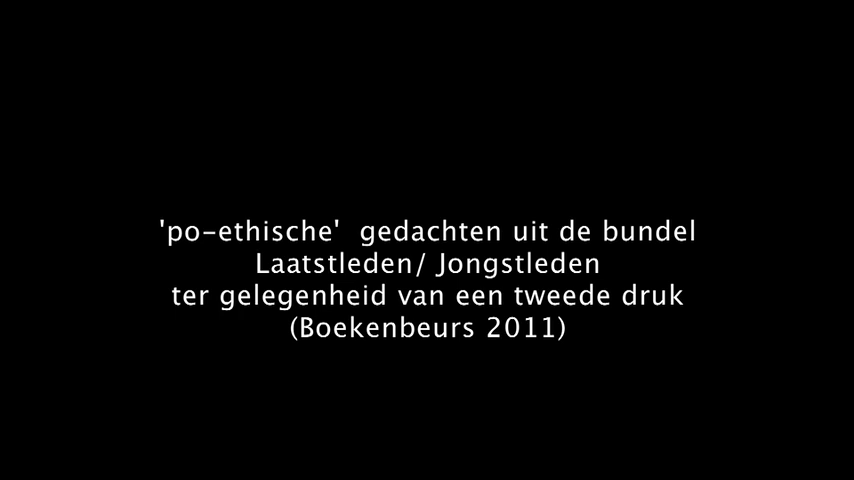 'po-ethische'  gedachten uit de bundel
Laatstleden/ Jongstleden
ter gelegenheid van een tweede druk
(Boekenbeurs 2011)